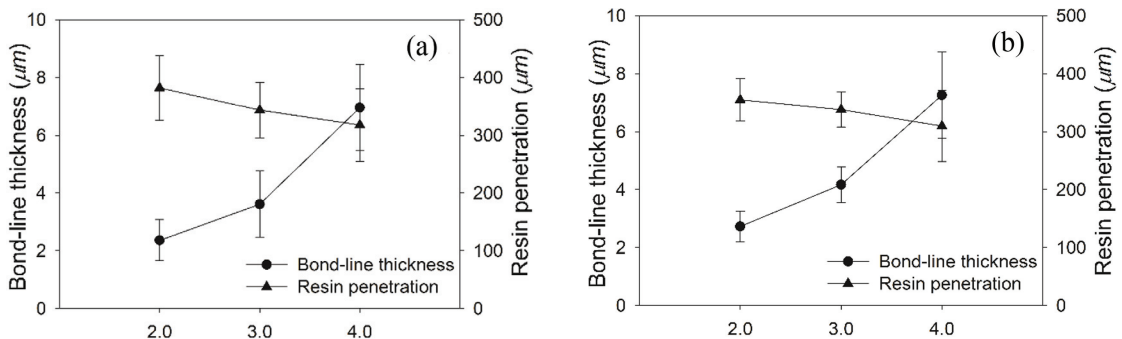 (a)
Bond-line thickness (μm)
10
8
6
4
2
0
Resin penetration (μm)
500
400
300
200
100
0
Bond-line thickness
Resin penetration
2.0 3.0 4.0
(b)
Bond-line thickness (μm)
10
8
6
4
2
0
Resin penetration (μm)
500
400
300
200
100
0
Bond-line thickness
Resin penetration
2.0 3.0 4.0